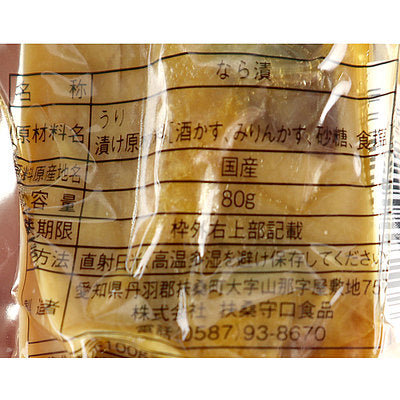 名 称 なら漬
うり
原材料名 漬け原材料[酒かす、みりんかす、砂糖、食塩
料原産地名 国産
内容量 80g
味期限 枠外右上部記載
方法 直射日光、高温多湿を避け保存してください
愛知県丹羽郡扶桑町大字山那字屋敷地757
製造者 株式会社 扶桑守口食品
電話 0587)93-8670
100g